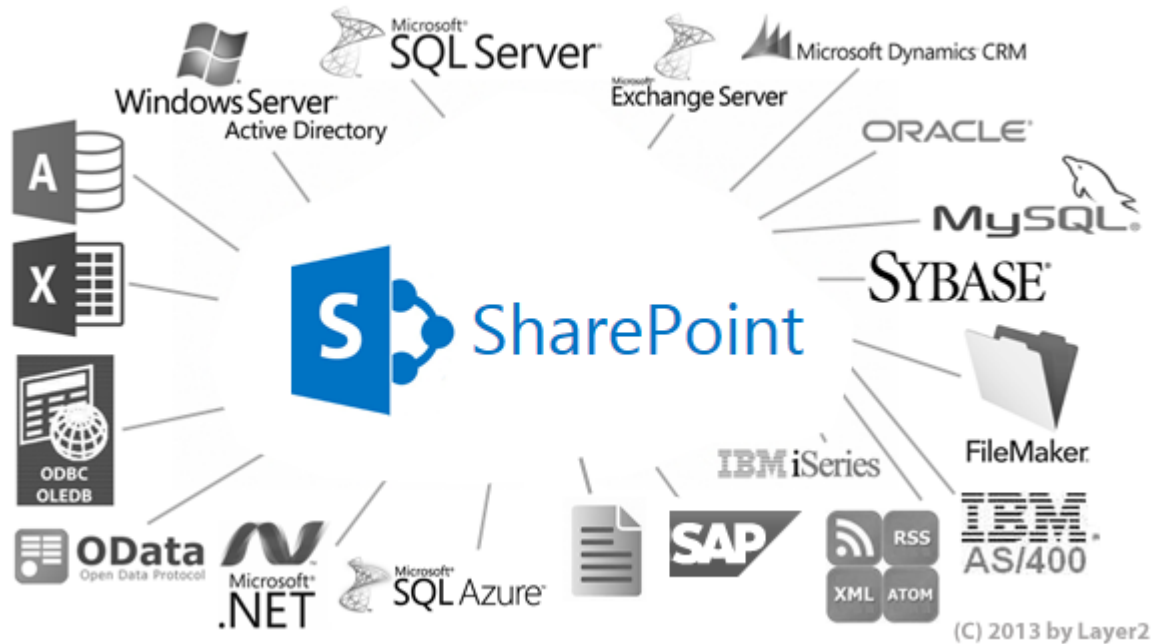 Microsoft®
SQL Server®
Windows Server®
Active Directory
Microsoft®
Exchange Server
Microsoft Dynamics® CRM
ORACLE®
A
MySQL®
X
SYBASE®
S
SharePoint
ODBC
OLEDB
FileMaker.
IBM iSeries
OData
Open Data Protocol
Microsoft®
.NET
Microsoft®
SQL Azure™
SAP
RSS
XML
ATOM
IBM®
AS/400
(C) 2013 by Layer2